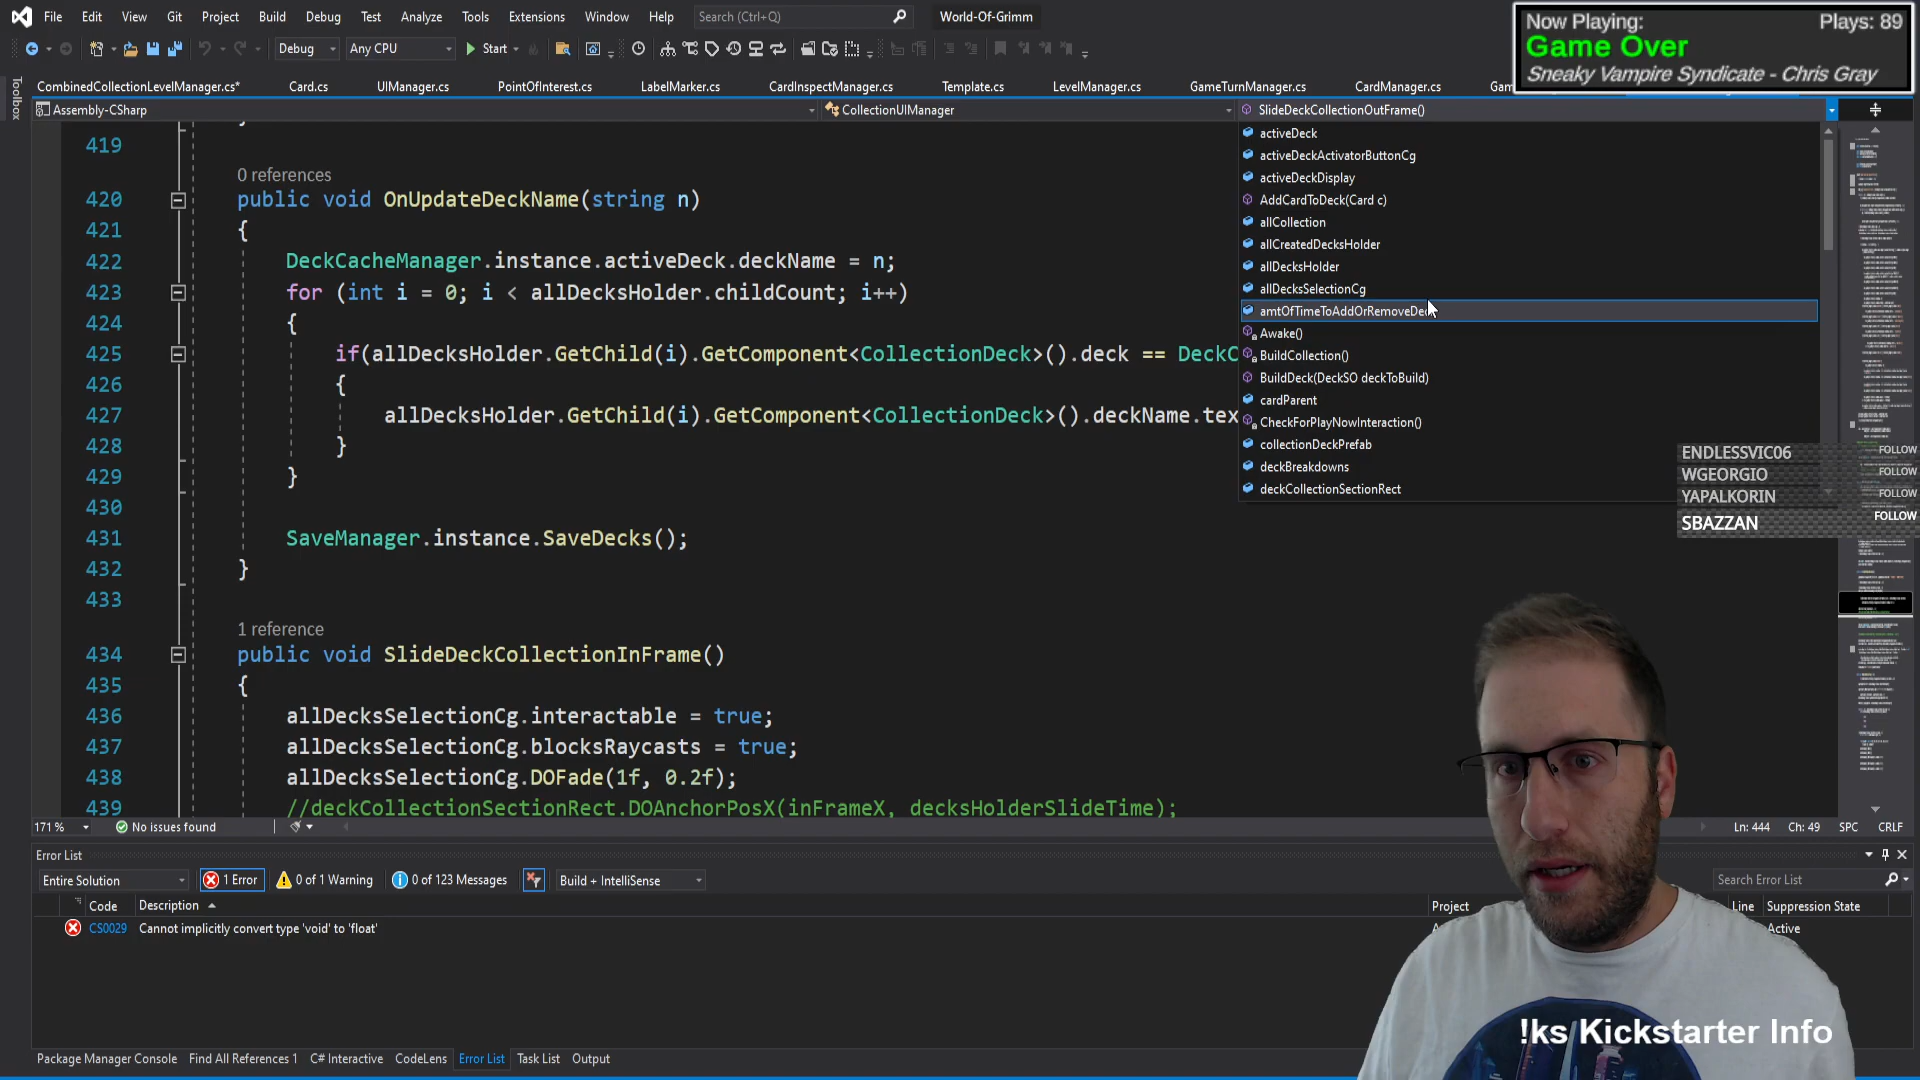 File Edit View Git Project Build Debug Test Analyze Tools Extensions Window Help Search (Ctrl+Q) World-Of-Grimm
Debug Any CPU Start
Now Playing: Plays: 89
Game Over
Sneaky Vampire Syndicate - Chris Gray
Toolbox
CombinedCollectionLevelManager.cs* Card.cs UIManager.cs PointOfInterest.cs LabelMarker.cs CardInspectManager.cs Template.cs LevelManager.cs GameTurnManager.cs CardManager.cs
Assembly-CSharp CollectionUIManager SlideDeckCollectionOutFrame()
activeDeck
activeDeckActivatorButtonCg
activeDeckDisplay
AddCardToDeck(Card c)
allCollection
allCreatedDecksHolder
allDecksHolder
allDecksSelectionCg
amtOfTimeToAddOrRemoveDec
Awake()
BuildCollection()
BuildDeck(DeckSO deckToBuild)
cardParent
CheckForPlayNowInteraction()
collectionDeckPrefab
deckBreakdowns
deckCollectionSectionRect
419
0 references
420 public void OnUpdateDeckName(string n)
421 {
422 DeckCacheManager.instance.activeDeck.deckName = n;
423 for (int i = 0; i < allDecksHolder.childCount; i++)
424 {
425 if(allDecksHolder.GetChild(i).GetComponent<CollectionDeck>().deck == DeckC
426 {
427 allDecksHolder.GetChild(i).GetComponent<CollectionDeck>().deckName.tex
428 }
429 }
430
431 SaveManager.instance.SaveDecks();
432 }
433
1 reference
434 public void SlideDeckCollectionInFrame()
435 {
436 allDecksSelectionCg.interactable = true;
437 allDecksSelectionCg.blocksRaycasts = true;
438 allDecksSelectionCg.DOFade(1f, 0.2f);
439 //deckCollectionSectionRect.DOAnchorPosX(inFrameX, decksHolderSlideTime);
ENDLESSVIC06 FOLLOW
WGEORGIO FOLLOW
YAPALKORIN FOLLOW
SBAZZAN FOLLOW
171 % No issues found Ln: 444 Ch: 49 SPC CRLF
Error List
Entire Solution 1 Error 0 of 1 Warning 0 of 123 Messages Build + IntelliSense Search Error List
Code Description Project Line Suppression State
CS0029 Cannot implicitly convert type 'void' to 'float' Active
!ks Kickstarter Info
Package Manager Console Find All References 1 C# Interactive CodeLens Error List Task List Output